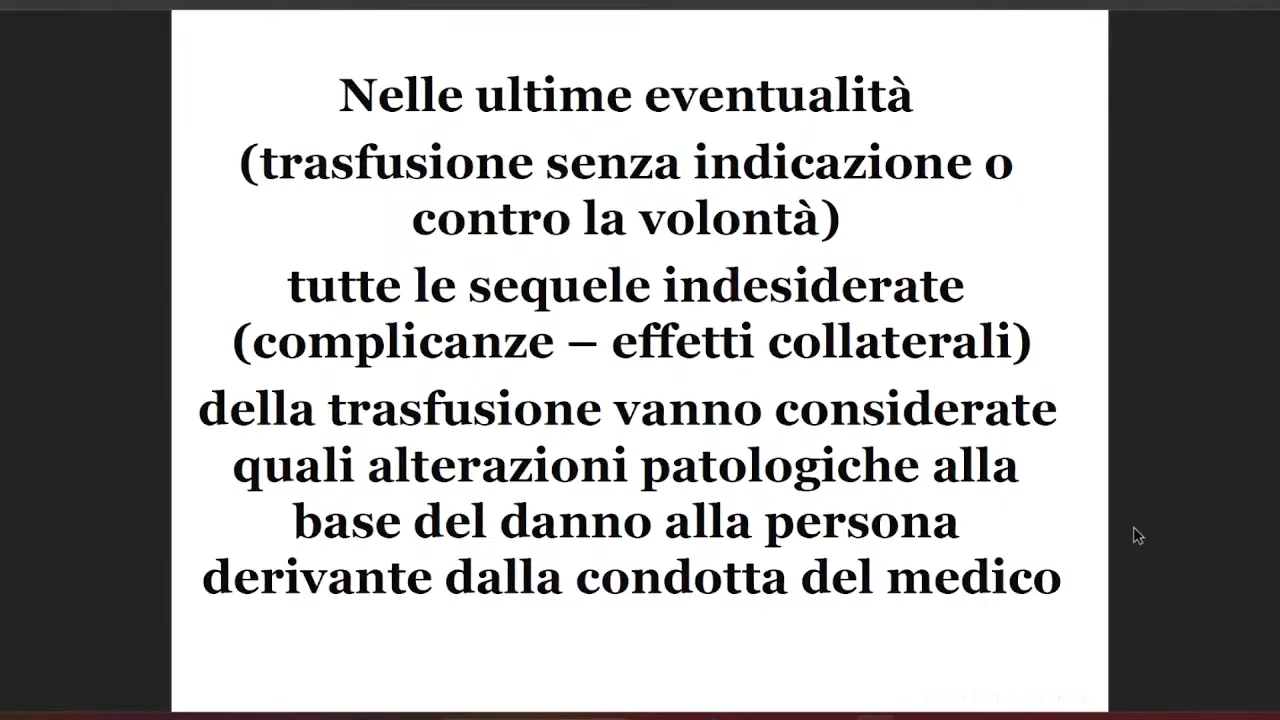 Nelle ultime eventualità
(trasfusione senza indicazione o
contro la volontà)
tutte le sequele indesiderate
(complicanze – effetti collaterali)
della trasfusione vanno considerate
quali alterazioni patologiche alla
base del danno alla persona
derivante dalla condotta del medico